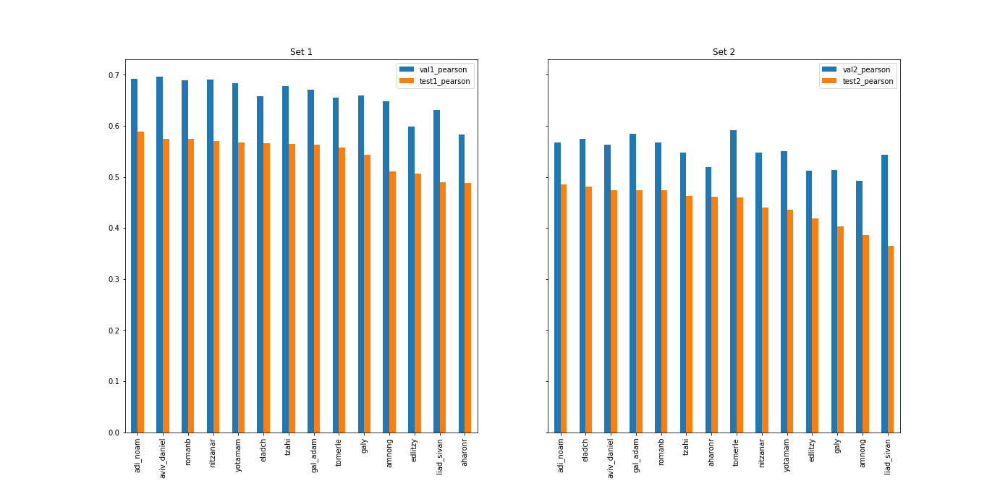 Set 1
val1_pearson
test1_pearson
0.7
0.6
0.5
0.4
0.3
0.2
0.1
0.0
adi_noam
aviv_daniel
romanb
nitzanar
yotamam
eladch
tzahi
gal_adam
tomerle
galy
amnong
edlitzy
liad_sivan
aharonr
Set 2
val2_pearson
test2_pearson
adi_noam
eladch
aviv_daniel
gal_adam
romanb
tzahi
aharonr
tomerle
nitzanar
yotamam
edlitzy
galy
amnong
liad_sivan